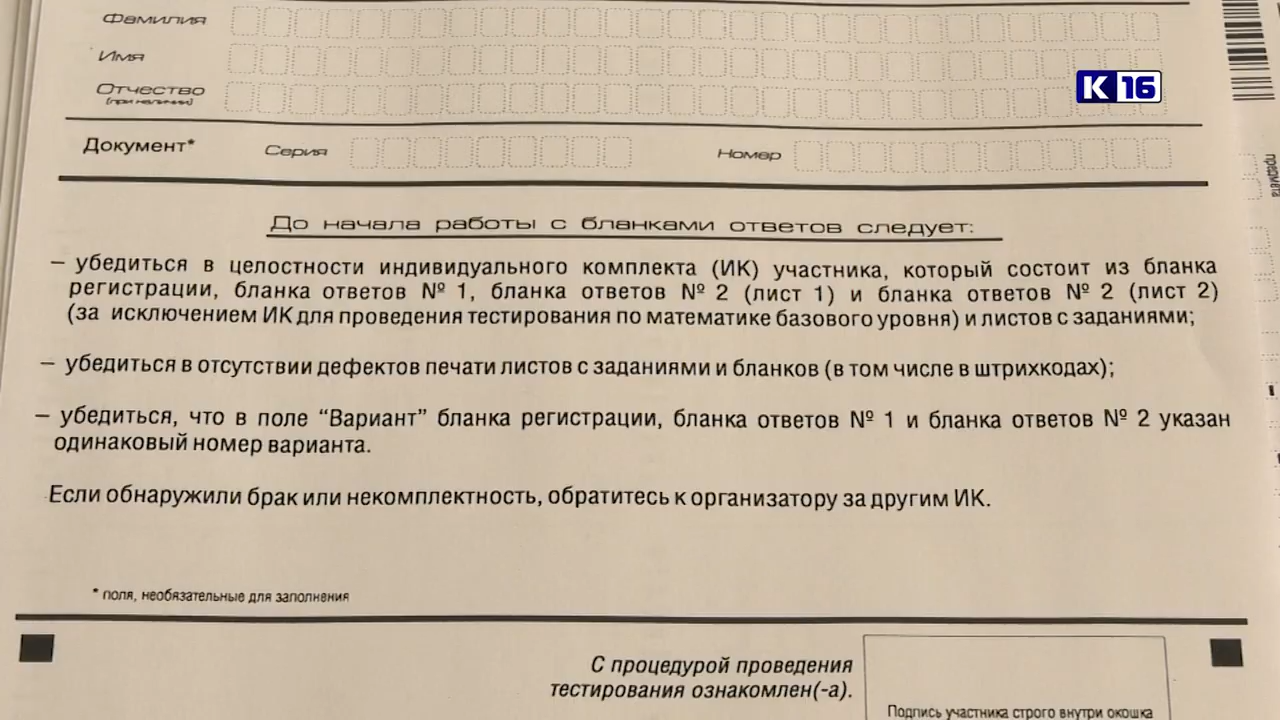 Фамилия
Имя
К 16
Отчество
(при наличии)
Документ* Серия Номер
предмета
До начала работы с бланками ответов следует:
– убедиться в целостности индивидуального комплекта (ИК) участника, который состоит из бланка
регистрации, бланка ответов № 1, бланка ответов № 2 (лист 1) и бланка ответов № 2 (лист 2)
(за исключением ИК для проведения тестирования по математике базового уровня) и листов с заданиями;
– убедиться в отсутствии дефектов печати листов с заданиями и бланков (в том числе в штрихкодах);
– убедиться, что в поле “Вариант” бланка регистрации, бланка ответов № 1 и бланка ответов № 2 указан
одинаковый номер варианта.
Если обнаружили брак или некомплектность, обратитесь к организатору за другим ИК.
* поля, необязательные для заполнения
С процедурой проведения
тестирования ознакомлен(-а).
Подпись участника строго внутри окошка